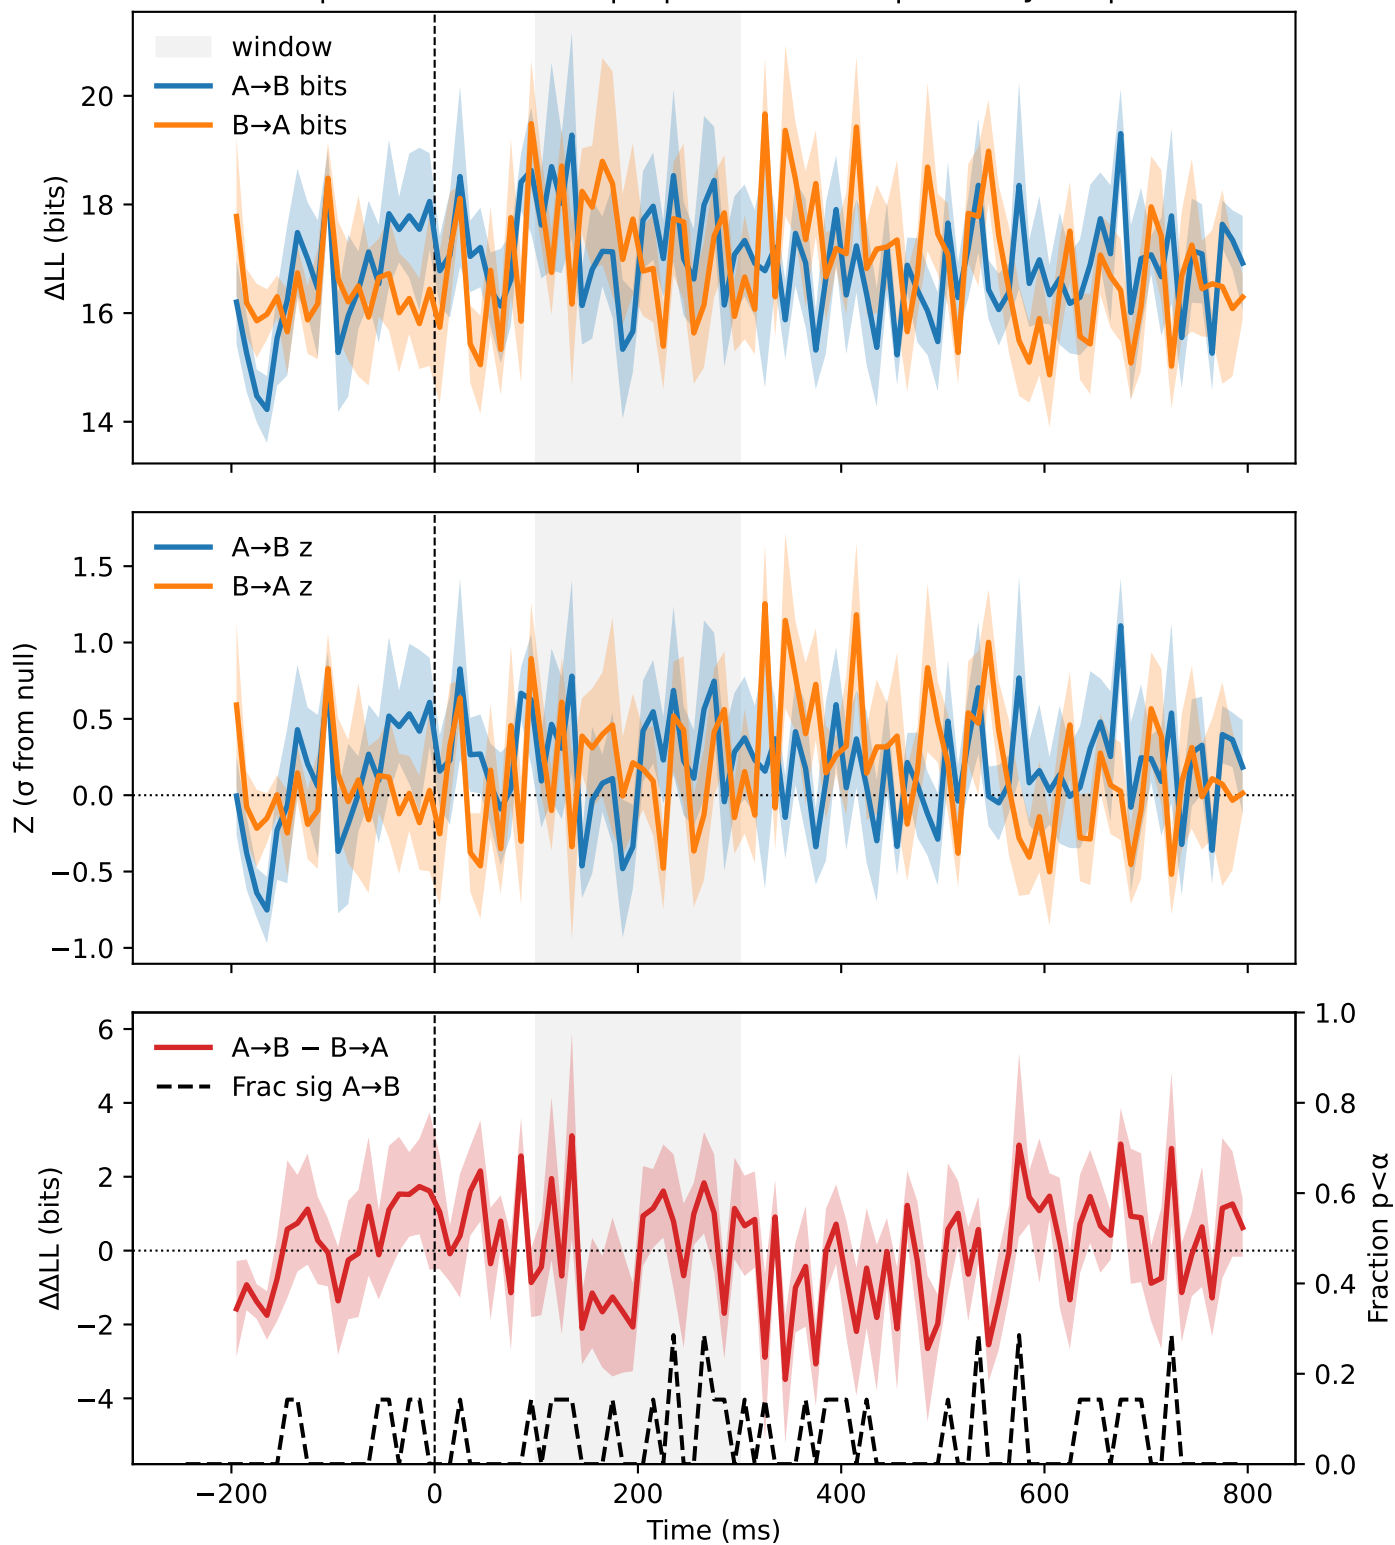 window
A→B bits
B→A bits
ΔLL (bits)
20
18
16
14
A→B z
B→A z
Z (σ from null)
1.5
1.0
0.5
0.0
−0.5
−1.0
A→B − B→A
Frac sig A→B
ΔΔLL (bits)
6
4
2
0
−2
−4
1.0
0.8
0.6
0.4
0.2
0.0
Fraction p<α
−200
0
200
400
600
800
Time (ms)